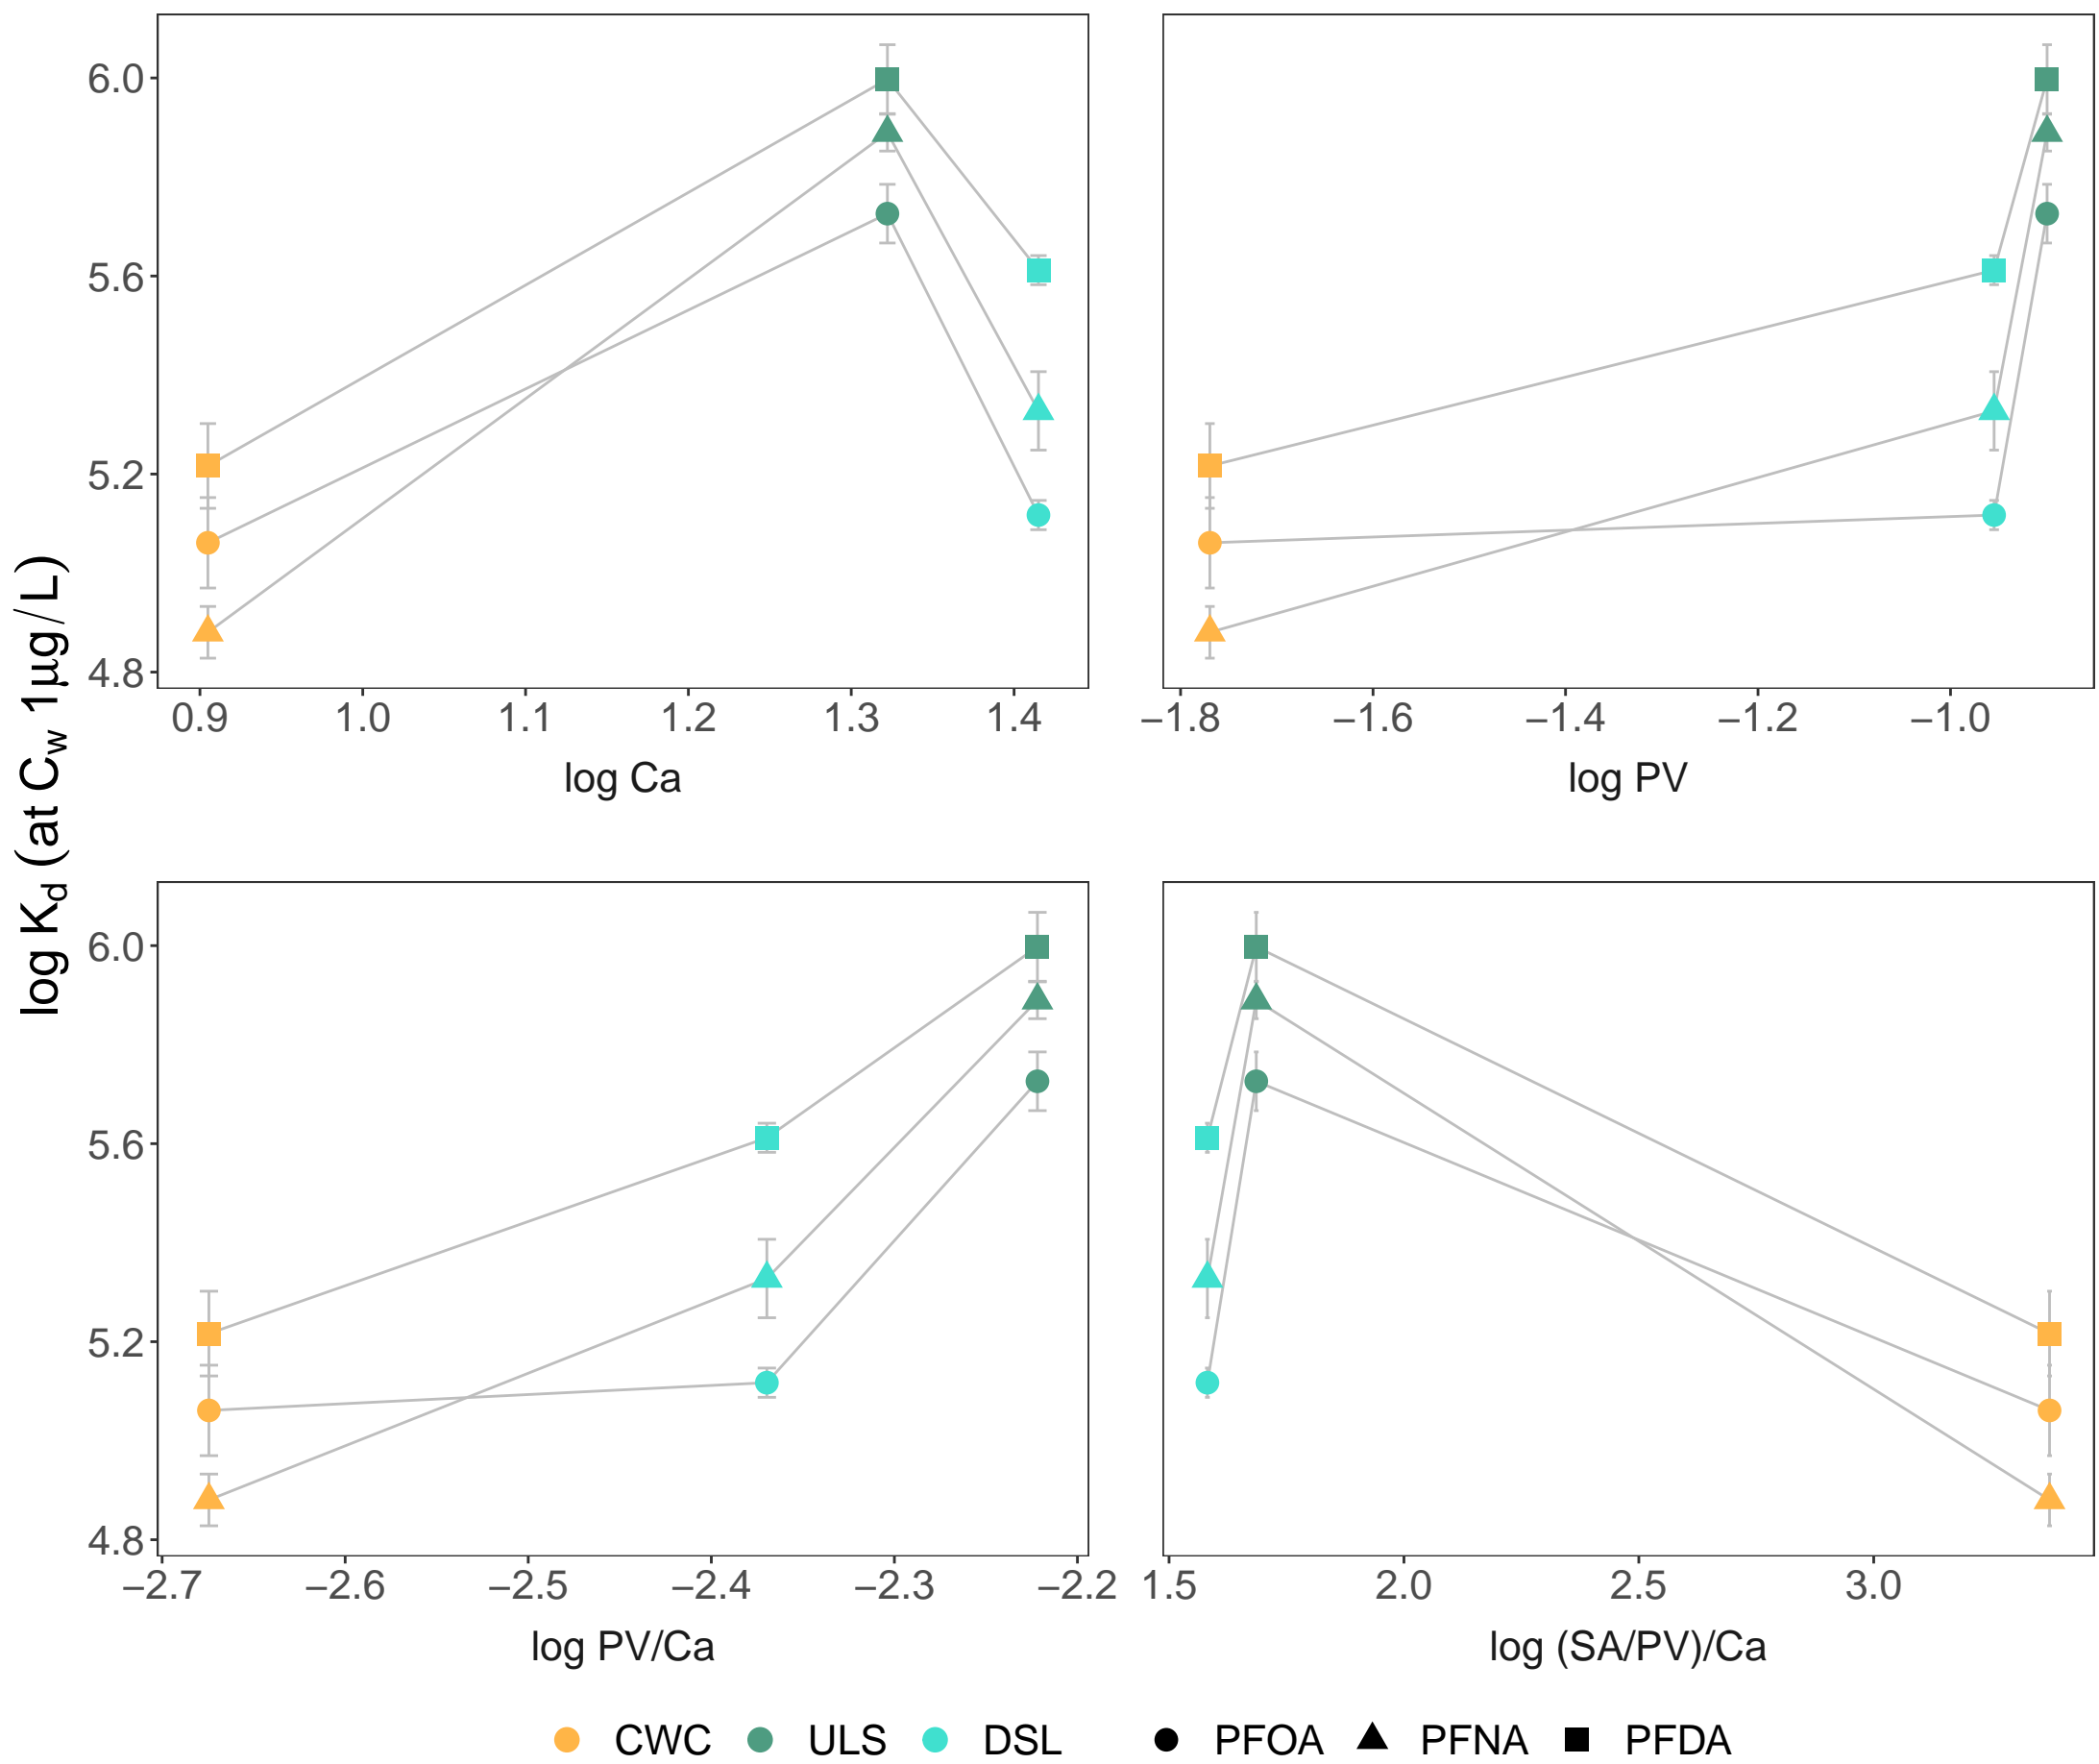 log K_d (at C_w 1µg/L)
6.0
5.6
5.2
4.8
0.9 1.0 1.1 1.2 1.3 1.4
log Ca
−1.8 −1.6 −1.4 −1.2 −1.0
log PV
6.0
5.6
5.2
4.8
−2.7 −2.6 −2.5 −2.4 −2.3 −2.2
log PV/Ca
1.5 2.0 2.5 3.0
log (SA/PV)/Ca
CWC ULS DSL PFOA PFNA PFDA